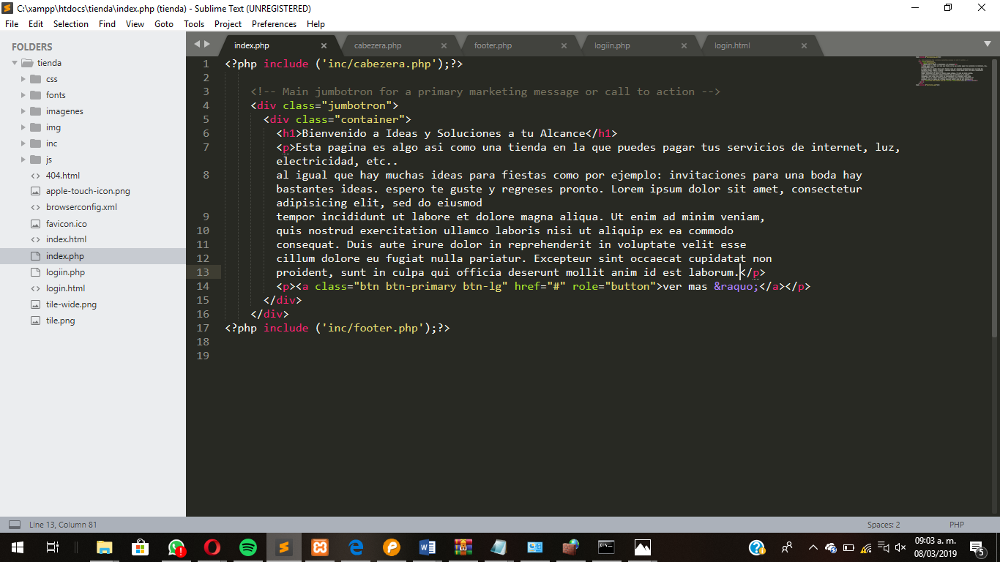 C:\xampp\htdocs\tienda\index.php (tienda) - Sublime Text (UNREGISTERED)
File Edit Selection Find View Goto Tools Project Preferences Help
FOLDERS
tienda
css
fonts
imagenes
img
inc
js
404.html
apple-touch-icon.png
browserconfig.xml
favicon.ico
index.html
index.php
logiin.php
login.html
tile-wide.png
tile.png
index.php cabezera.php footer.php logiin.php login.html
1 <?php include ('inc/cabezera.php');?>
2
3 <!-- Main jumbotron for a primary marketing message or call to action -->
4 <div class="jumbotron">
5 <div class="container">
6 <h1>Bienvenido a Ideas y Soluciones a tu Alcance</h1>
7 <p>Esta pagina es algo asi como una tienda en la que puedes pagar tus servicios de internet, luz,
electricidad, etc..
8 al igual que hay muchas ideas para fiestas como por ejemplo: invitaciones para una boda hay
bastantes ideas. espero te guste y regreses pronto. Lorem ipsum dolor sit amet, consectetur
adipisicing elit, sed do eiusmod
9 tempor incididunt ut labore et dolore magna aliqua. Ut enim ad minim veniam,
10 quis nostrud exercitation ullamco laboris nisi ut aliquip ex ea commodo
11 consequat. Duis aute irure dolor in reprehenderit in voluptate velit esse
12 cillum dolore eu fugiat nulla pariatur. Excepteur sint occaecat cupidatat non
13 proident, sunt in culpa qui officia deserunt mollit anim id est laborum.</p>
14 <p><a class="btn btn-primary btn-lg" href="#" role="button">ver mas &raquo;</a></p>
15 </div>
16 </div>
17 <?php include ('inc/footer.php');?>
18
19
Line 13, Column 81 Spaces: 2 PHP
09:03 a. m.
08/03/2019
5